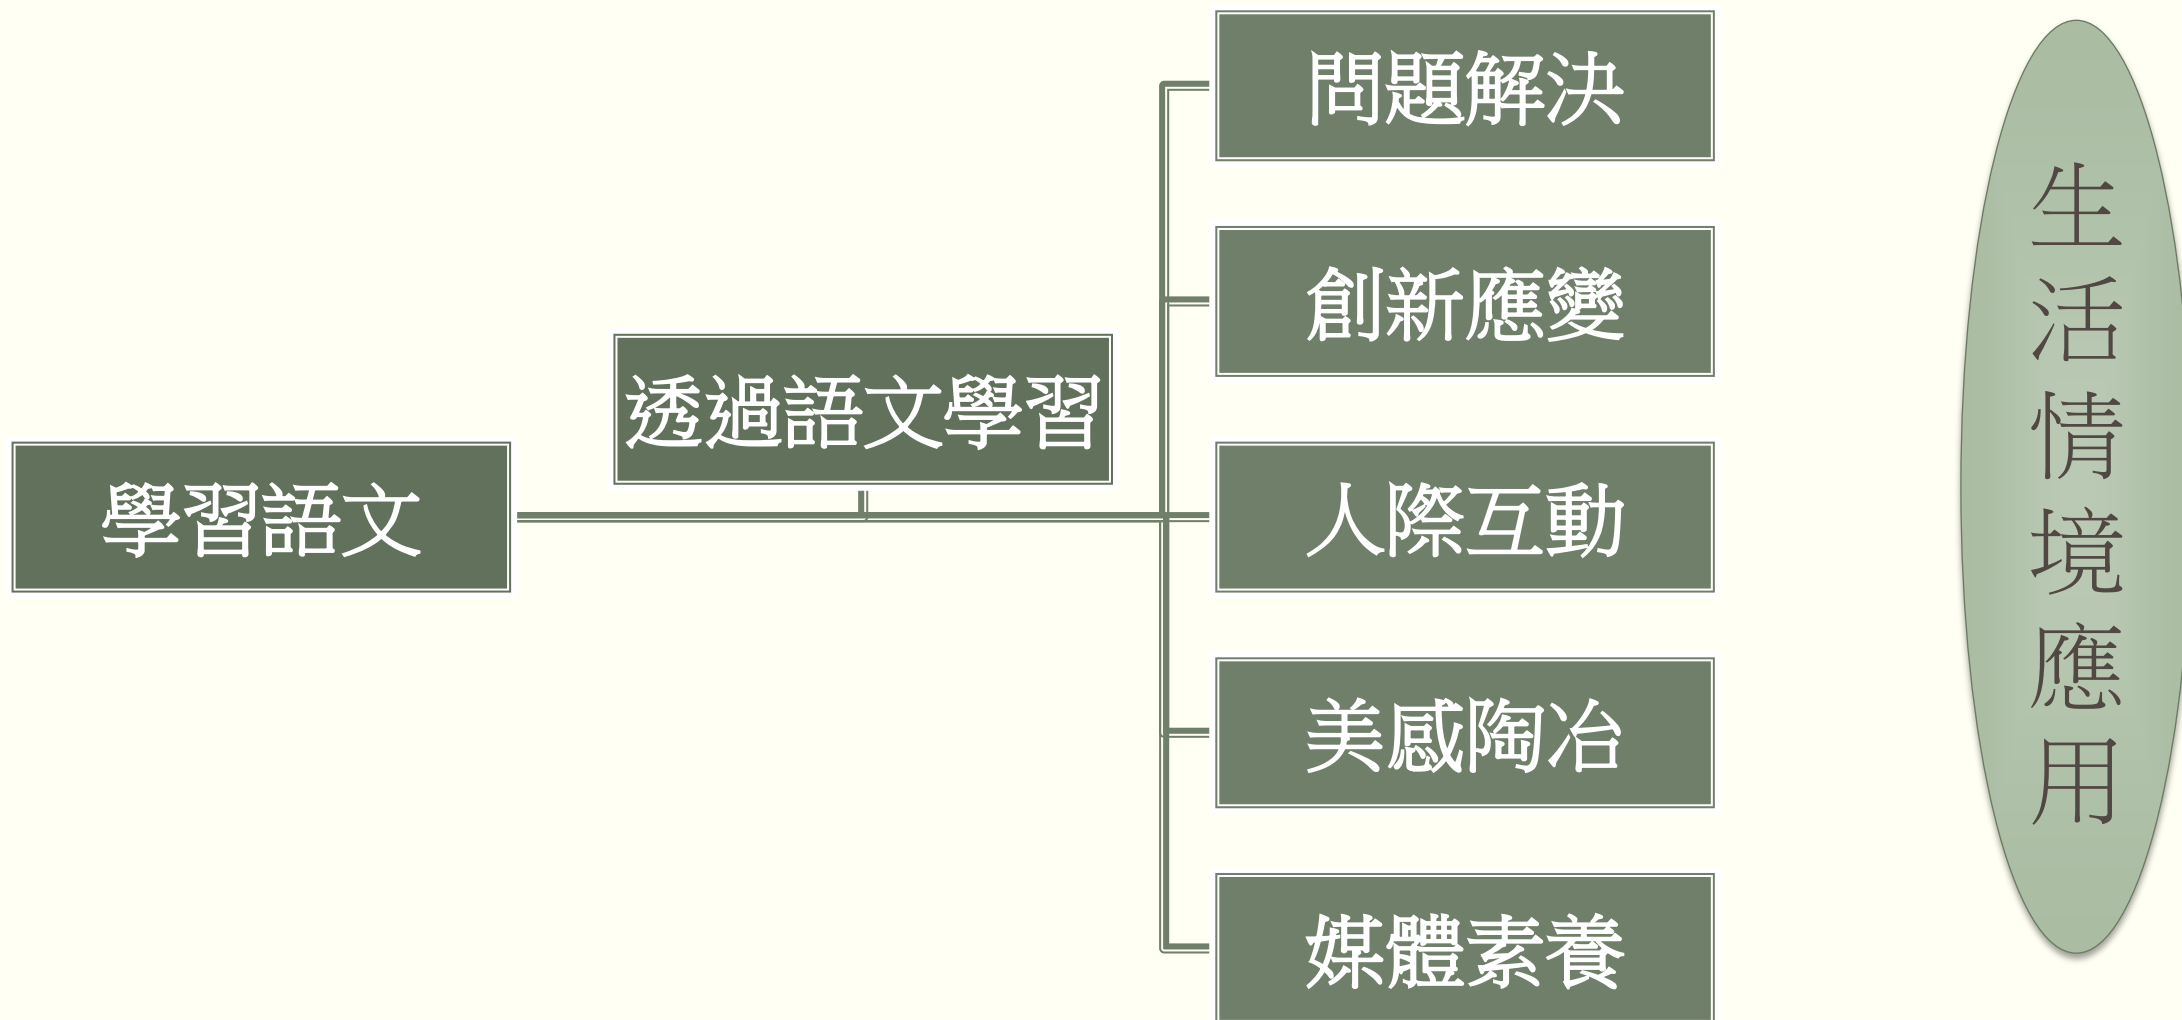 學習語文
透過語文學習
問題解決
創新應變
人際互動
美感陶冶
媒體素養
生活情境應用